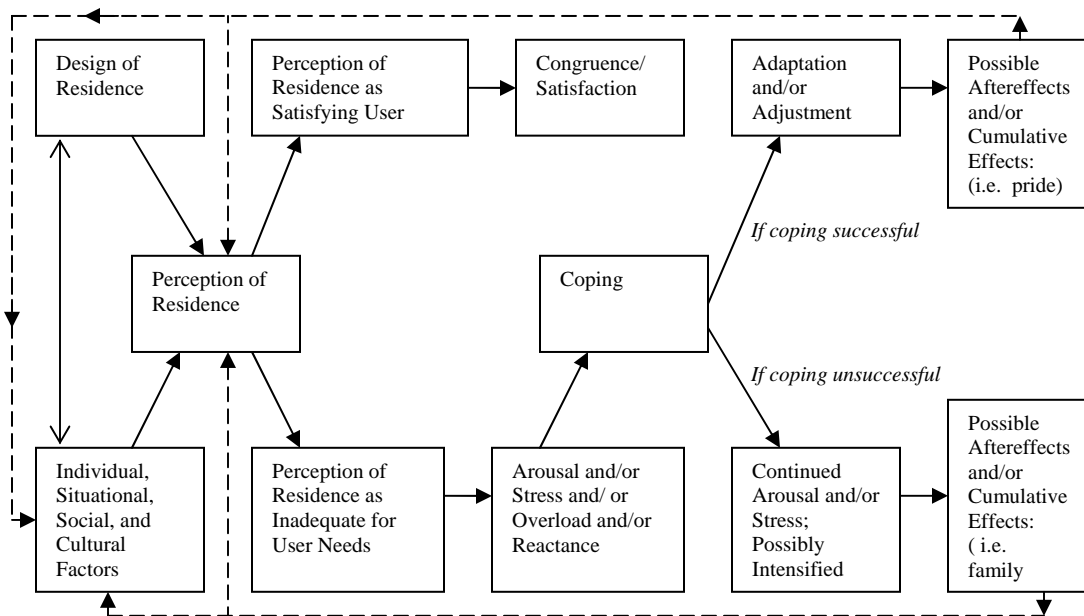 Design of
Residence
Perception of
Residence as
Satisfying User
Congruence/
Satisfaction
Adaptation
and/or
Adjustment
Possible
Aftereffects
and/or
Cumulative
Effects:
(i.e. pride)
If coping successful
Perception of
Residence
Coping
If coping unsuccessful
Individual,
Situational,
Social, and
Cultural
Factors
Perception of
Residence as
Inadequate for
User Needs
Arousal and/or
Stress and/ or
Overload and/or
Reactance
Continued
Arousal and/or
Stress;
Possibly
Intensified
Possible
Aftereffects
and/or
Cumulative
Effects:
( i.e.
family